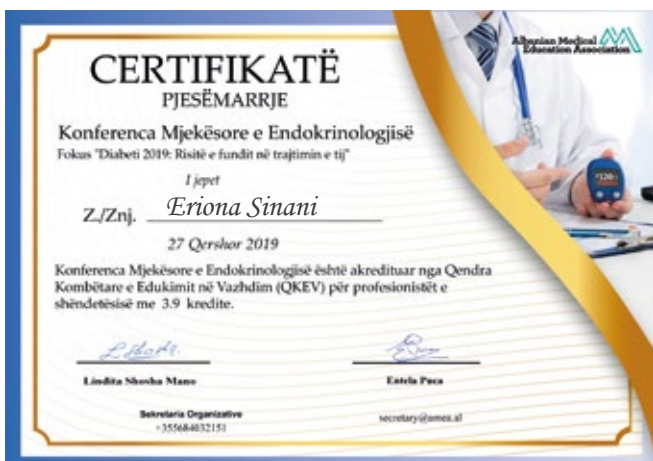 Albanian Medical
Education Association
CERTIFIKATË
PJESËMARRJE
Konferenca Mjekësore e Endokrinologjisë
Fokus "Diabeti 2019: Risitë e fundit në trajtimin e tij"
I jepet
Z./Znj. Eriona Sinani
27 Qershor 2019
Konferenca Mjekësore e Endokrinologjisë është akredituar nga Qendra
Kombëtare e Edukimit në Vazhdim (QKEV) për profesionistët e
shëndetësisë me 3.9 kredite.
Lindita Shosha Mano
Entela Puca
Sekretaria Organizative
+355684032151
secretary@amea.al